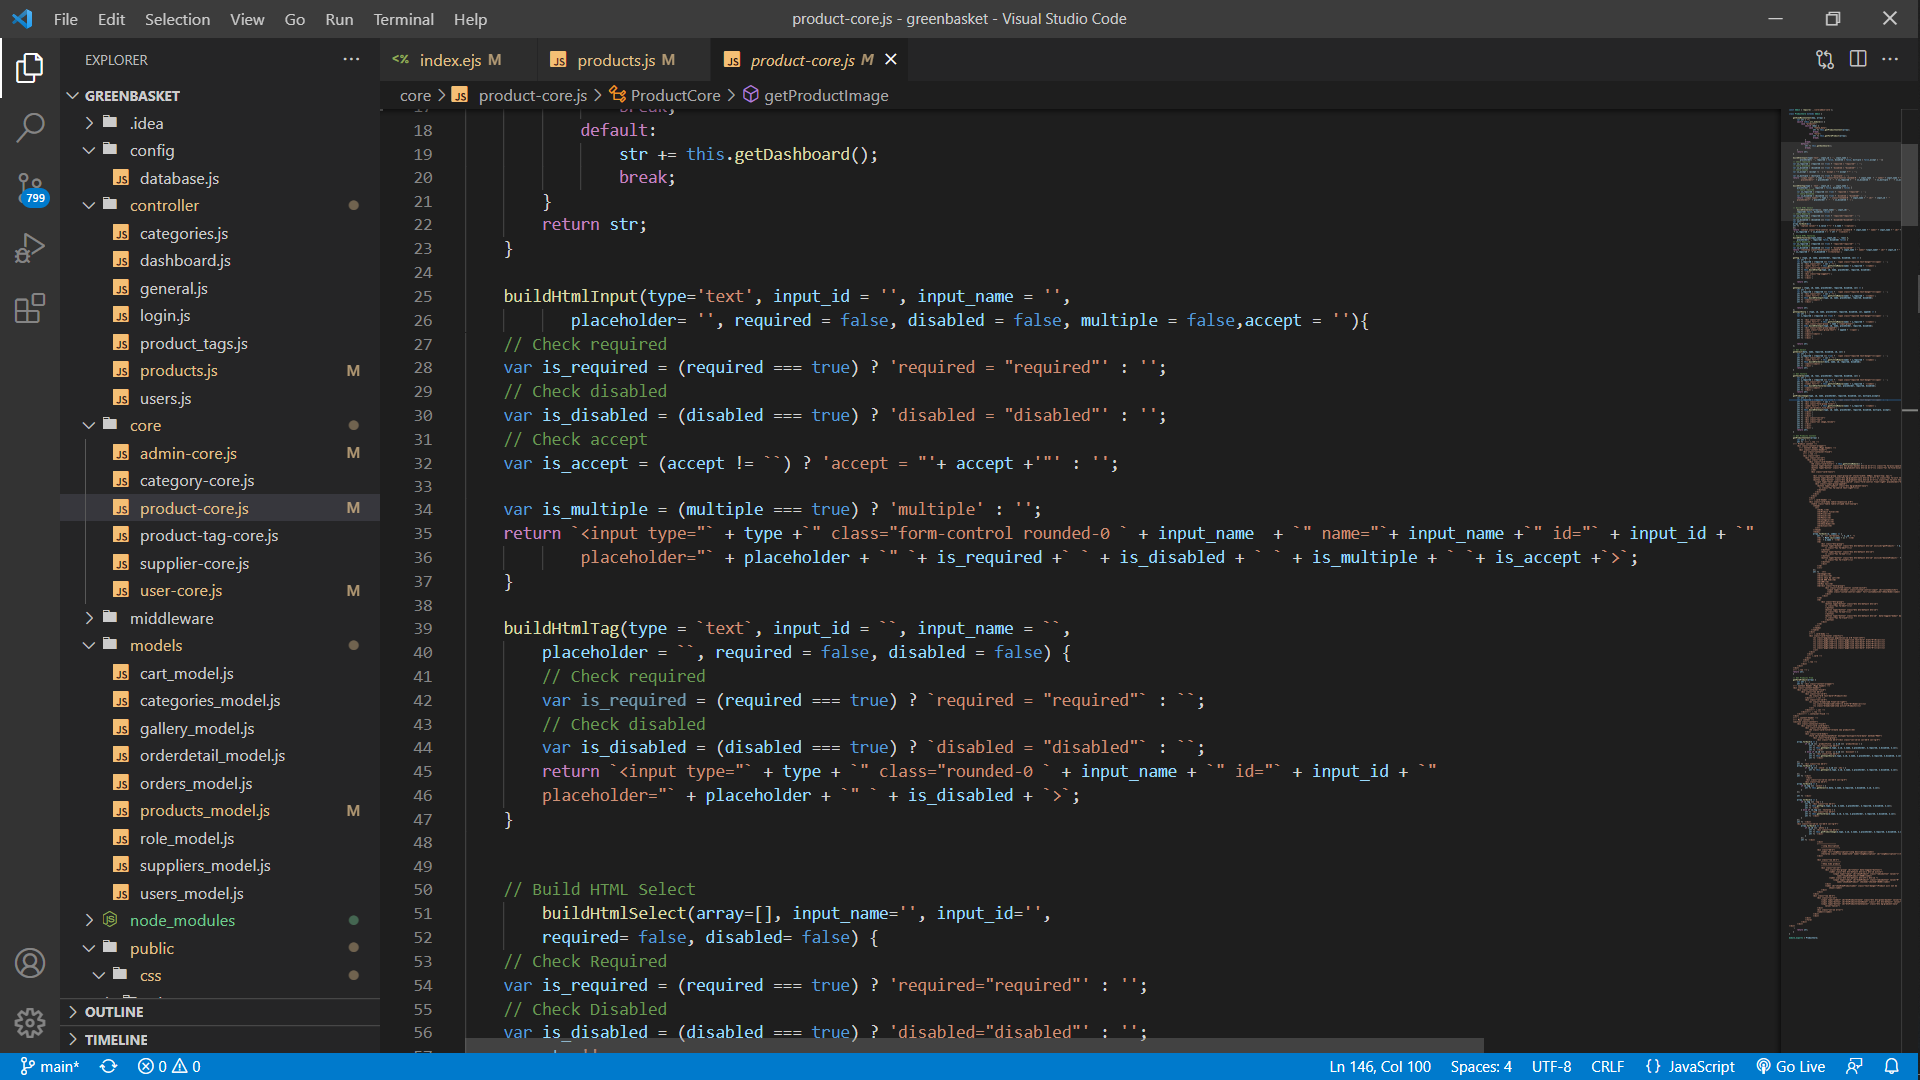 File Edit Selection View Go Run Terminal Help
product-core.js - greenbasket - Visual Studio Code
EXPLORER
GREENBASKET
.idea
config
database.js
controller
categories.js
dashboard.js
general.js
login.js
product_tags.js
products.js M
users.js
core
admin-core.js M
category-core.js
product-core.js M
product-tag-core.js
supplier-core.js
user-core.js M
middleware
models
cart_model.js
categories_model.js
gallery_model.js
orderdetail_model.js
orders_model.js
products_model.js M
role_model.js
suppliers_model.js
users_model.js
node_modules
public
css
OUTLINE
TIMELINE
799
index.ejs M
products.js M
product-core.js M
core > product-core.js > ProductCore > getProductImage
18 default:
19 str += this.getDashboard();
20 break;
21 }
22 return str;
23 }
24
25 buildHtmlInput(type='text', input_id = '', input_name = '',
26 placeholder= '', required = false, disabled = false, multiple = false,accept = ''){
27 // Check required
28 var is_required = (required === true) ? 'required = "required"' : '';
29 // Check disabled
30 var is_disabled = (disabled === true) ? 'disabled = "disabled"' : '';
31 // Check accept
32 var is_accept = (accept != ``) ? 'accept = "'+ accept +'"' : '';
33
34 var is_multiple = (multiple === true) ? 'multiple' : '';
35 return `<input type="` + type +`" class="form-control rounded-0 ` + input_name  + `" name="`+ input_name +`" id="` + input_id + `"
36 placeholder="` + placeholder + `" `+ is_required +` ` + is_disabled + ` ` + is_multiple + ` `+ is_accept +`>`;
37 }
38
39 buildHtmlTag(type = `text`, input_id = ``, input_name = ``,
40 placeholder = ``, required = false, disabled = false) {
41 // Check required
42 var is_required = (required === true) ? `required = "required"` : ``;
43 // Check disabled
44 var is_disabled = (disabled === true) ? `disabled = "disabled"` : ``;
45 return `<input type="` + type + `" class="rounded-0 ` + input_name + `" id="` + input_id + `"
46 placeholder="` + placeholder + `" ` + is_disabled + `>`;
47 }
48
49
50 // Build HTML Select
51 buildHtmlSelect(array=[], input_name='', input_id='',
52 required= false, disabled= false) {
53 // Check Required
54 var is_required = (required === true) ? 'required="required"' : '';
55 // Check Disabled
56 var is_disabled = (disabled === true) ? 'disabled="disabled"' : '';
main* 0 0
Ln 146, Col 100 Spaces: 4 UTF-8 CRLF {} JavaScript Go Live